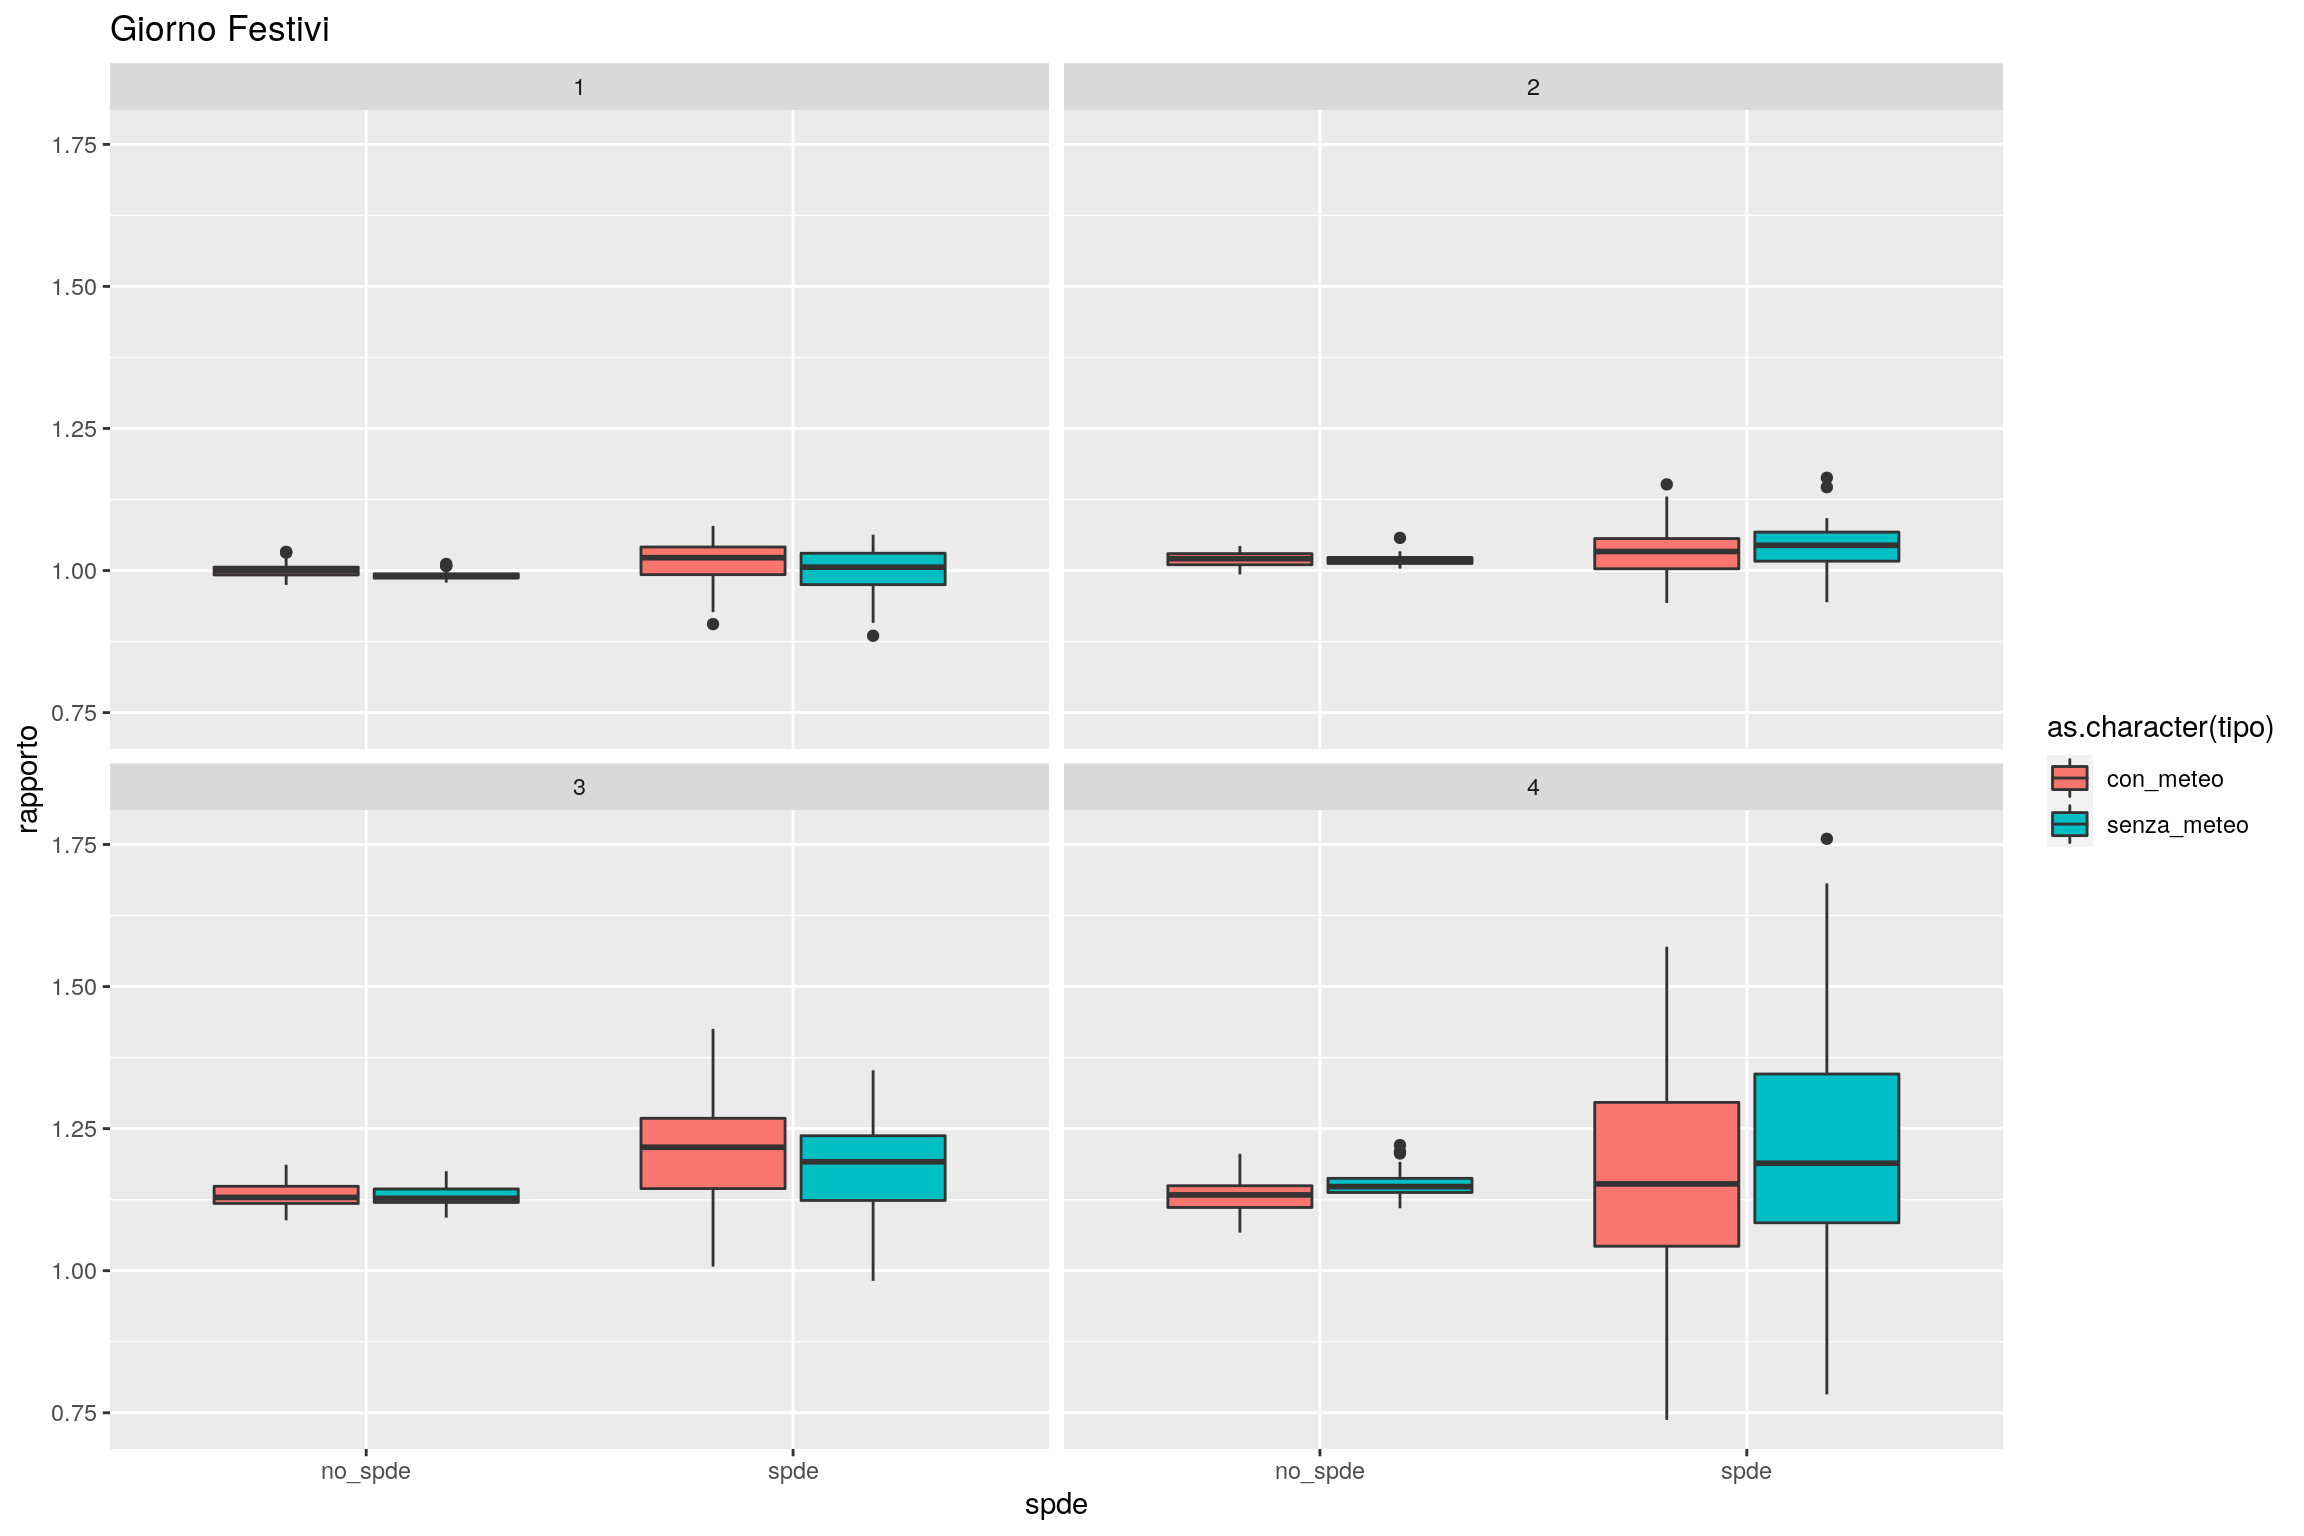 Giorno Festivi
1
2
1.75
1.50
1.25
1.00
0.75
rapporto
3
4
1.75
1.50
1.25
1.00
0.75
no_spde
spde
no_spde
spde
spde
as.character(tipo)
con_meteo
senza_meteo